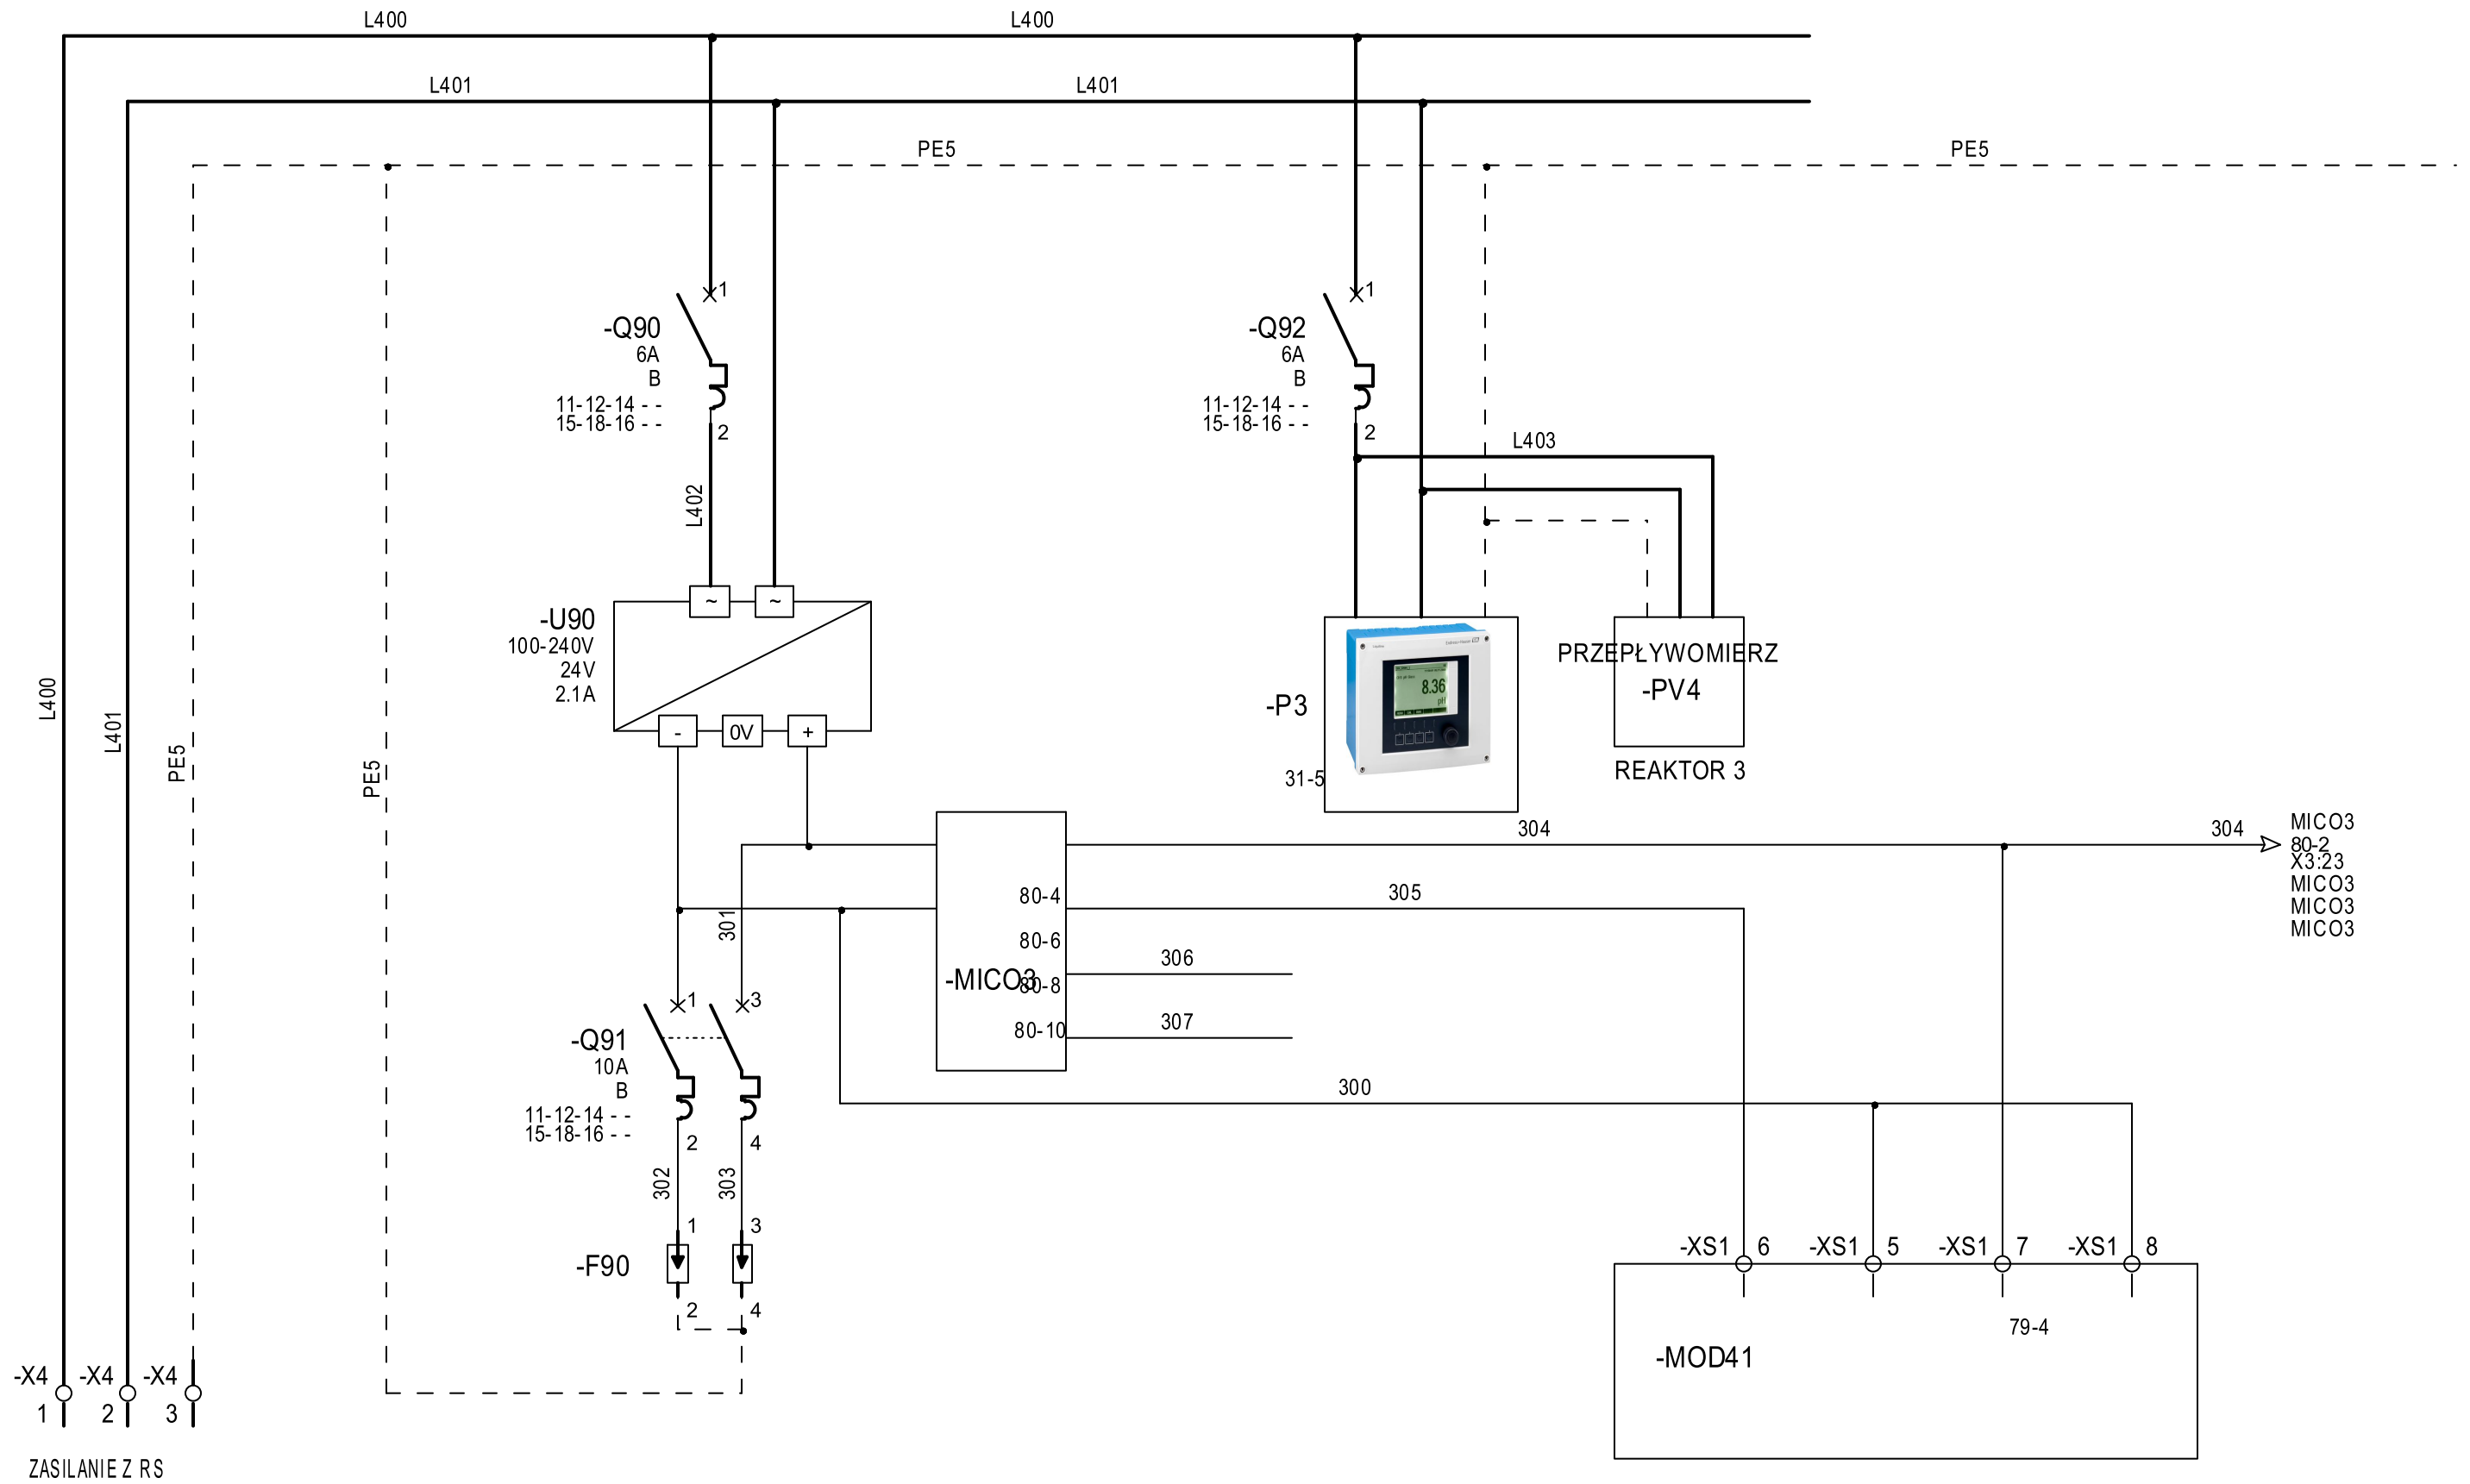 L400
L400
L401
L401
PE5
PE5
1
-Q90
6A
B
11-12-14 - -
15-18-16 - -
2
L402
1
-Q92
6A
B
11-12-14 - -
15-18-16 - -
2
L403
~
~
-U90
100-240V
24V
2.1A
-
0V
+
8.36
pH
-P3
31-5
PRZEPŁYWOMIERZ
-PV4
REAKTOR 3
L400
L401
PE5
PE5
304
304
MICO3
80-2
X3:23
MICO3
MICO3
MICO3
80-4
305
301
80-6
306
-MICO3
80-8
80-10
307
1
3
-Q91
10A
B
11-12-14 - -
15-18-16 - -
2
4
300
302
303
1
3
-F90
2
4
-XS1 6
-XS1 5
-XS1 7
-XS1 8
79-4
-MOD41
-X4
1
-X4
2
-X4
3
ZASILANIE Z RS